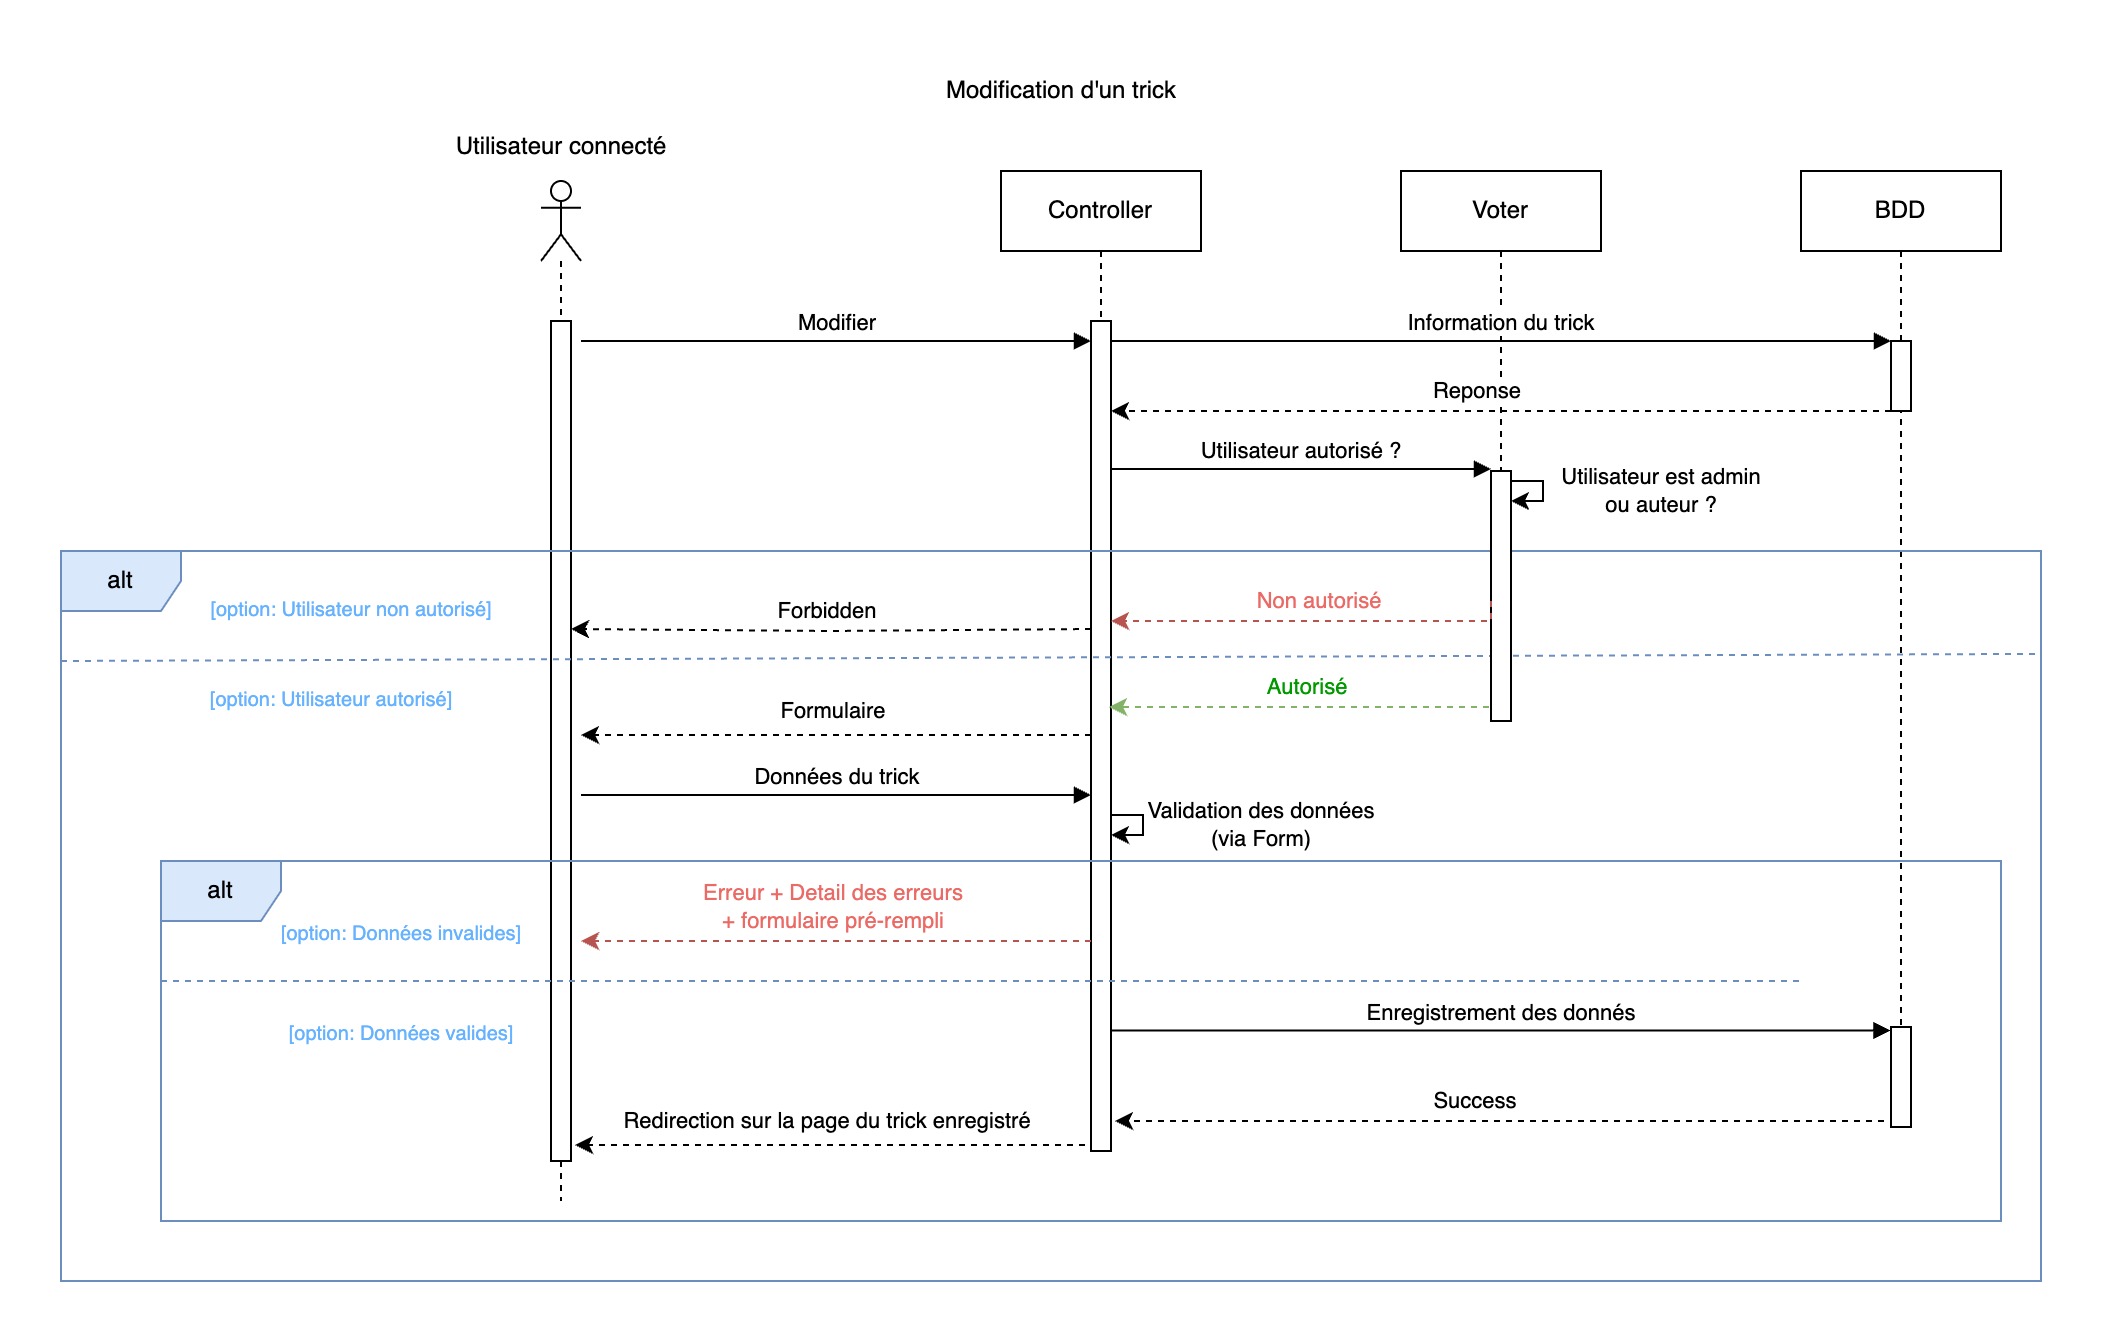 Modification d'un trick
Utilisateur connecté
Controller
Voter
BDD
Modifier
Information du trick
Reponse
Utilisateur autorisé ?
Utilisateur est admin
ou auteur ?
alt
[option: Utilisateur non autorisé]
Forbidden
Non autorisé
[option: Utilisateur autorisé]
Autorisé
Formulaire
Données du trick
Validation des données
(via Form)
alt
Erreur + Detail des erreurs
+ formulaire pré-rempli
[option: Données invalides]
Enregistrement des donnés
[option: Données valides]
Success
Redirection sur la page du trick enregistré